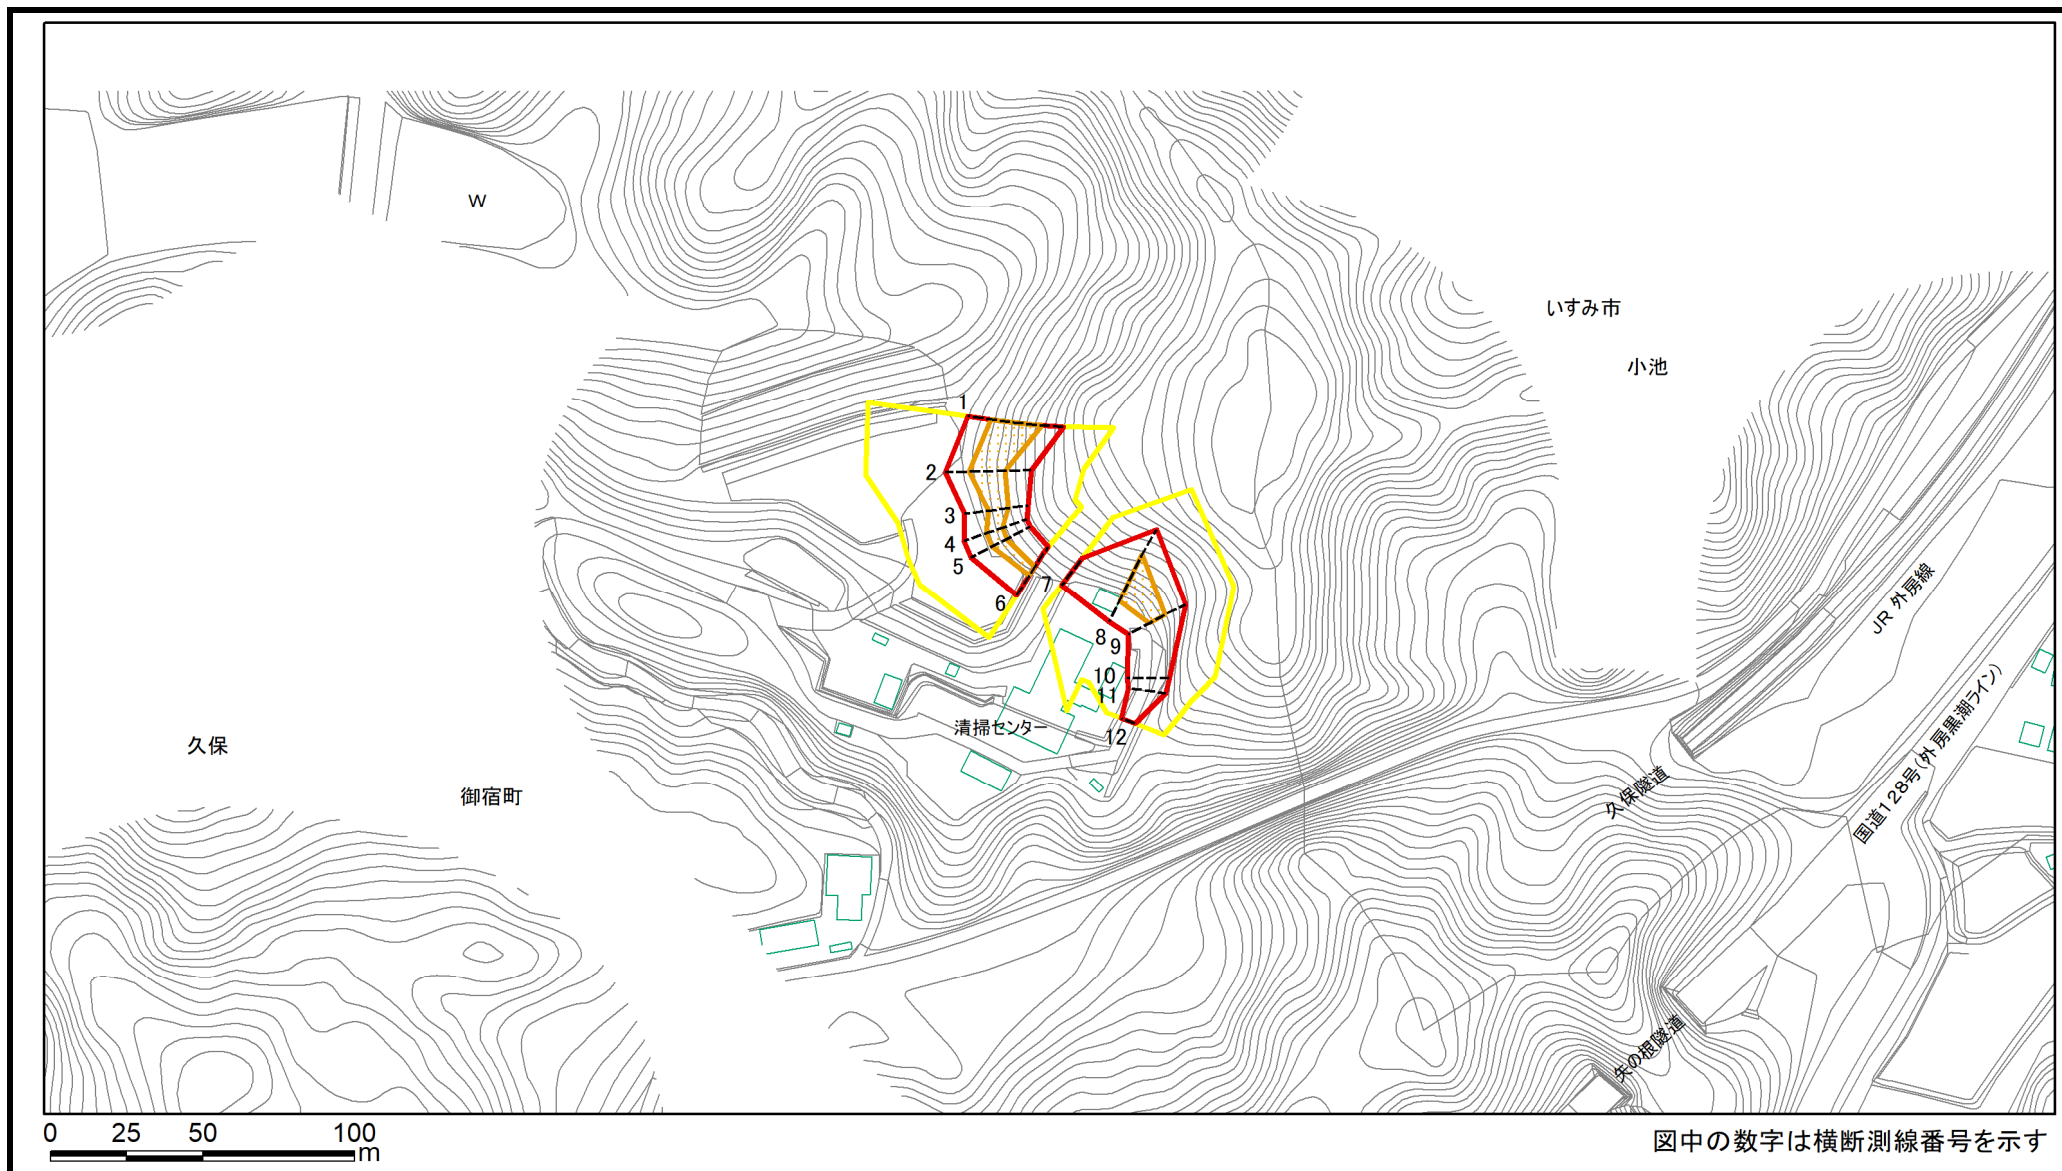 W
いすみ市
小池
1
2
3
4
5
6
7
8
9
10
11
12
JR 外房線
国道128号(外房黒潮ライン)
清掃センター
久保
御宿町
久保隧道
矢の根隧道
0 25 50 100
m
図中の数字は横断測線番号を示す